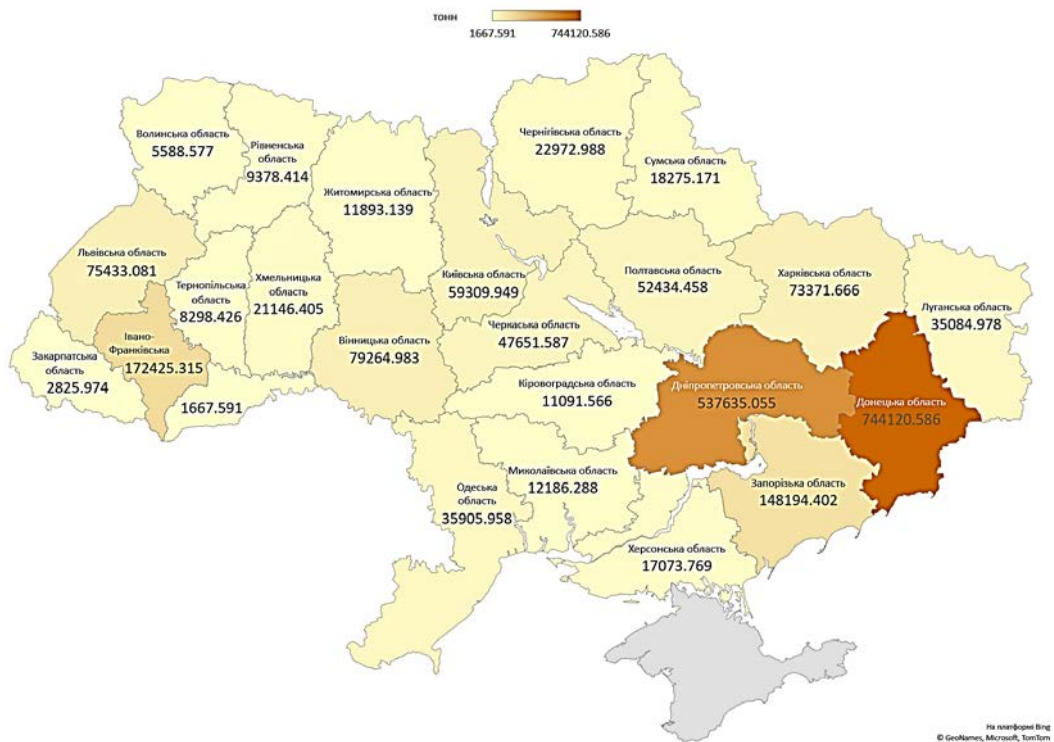 тонн
1667.591 744120.586
Волинська область
5588.577
Рівненська
область
9378.414
Житомирська область
11893.139
Чернігівська область
22972.988
Сумська область
18275.171
Львівська область
75433.081
Тернопільська
область
8298.426
Хмельницька
область
21146.405
Київська область
59309.949
Полтавська область
52434.458
Харківська область
73371.666
Луганська область
35084.978
Івано-
Франківська
172425.315
Закарпатська
область
2825.974
1667.591
Вінницька область
79264.983
Черкаська область
47651.587
Кіровоградська область
11091.566
Дніпропетровська область
537635.055
Донецька область
744120.586
Одеська
область
35905.958
Миколаївська область
12186.288
Запорізька область
148194.402
Херсонська область
17073.769
На платформі Bing
© GeoNames, Microsoft, TomTom